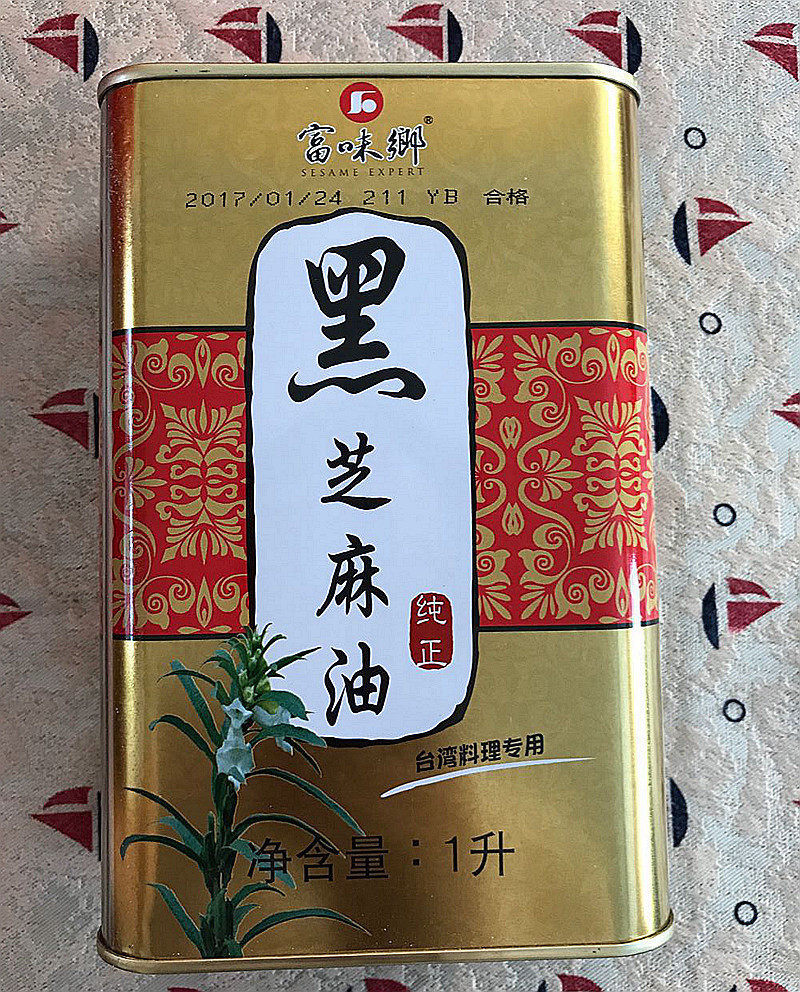 富味鄉®
SESAME EXPERT
2017/01/24 211 YB 合格
黑芝麻油
纯正
台湾料理专用
净含量：1升